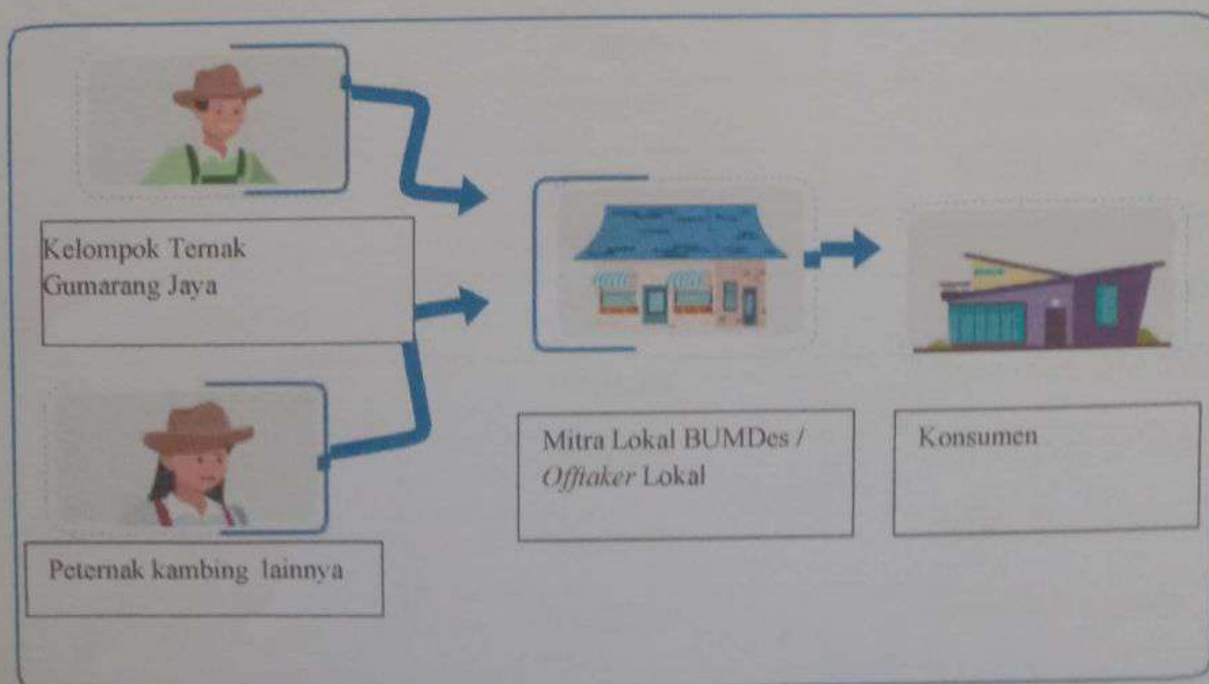 Kelompok Ternak
Gumarang Jaya
Peternak kambing lainnya
Mitra Lokal BUMDes /
Offtaker Lokal
Konsumen